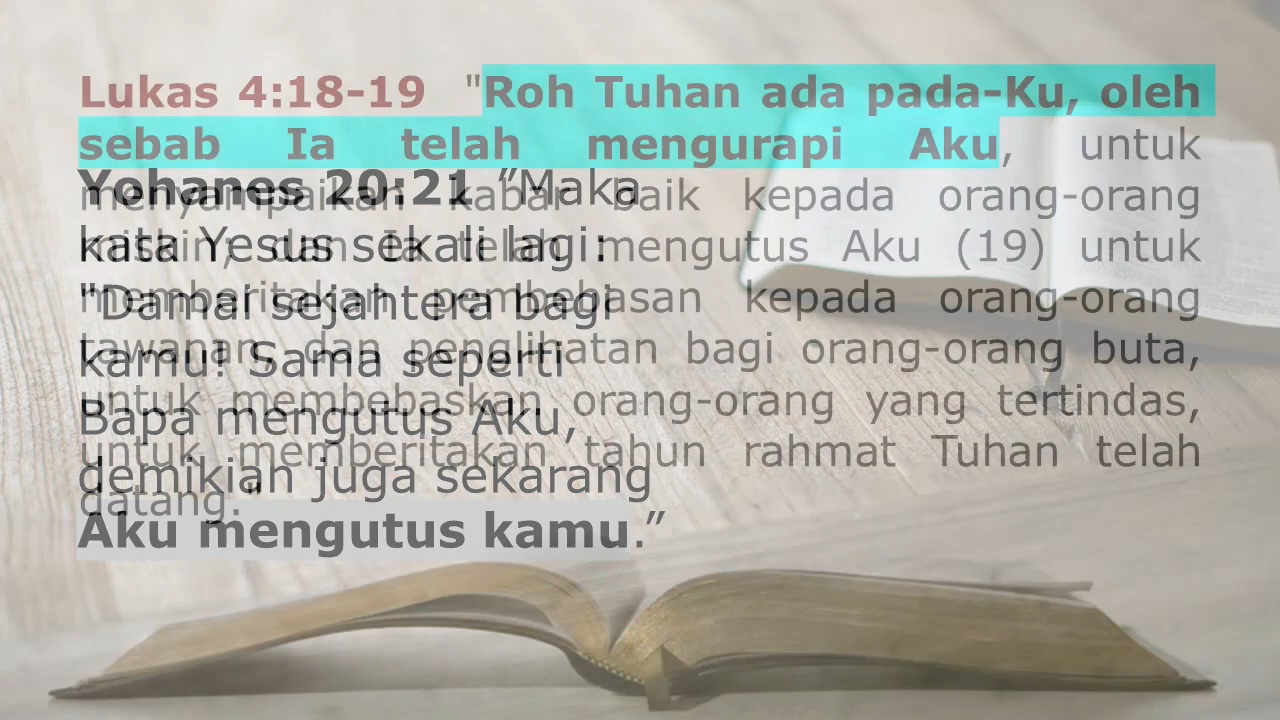 Lukas 4:18-19 "Roh Tuhan ada pada-Ku, oleh
sebab Ia telah mengurapi Aku, untuk
menyampaikan kabar baik kepada orang-orang
miskin; dan Ia telah mengutus Aku (19) untuk
memberitakan pembebasan kepada orang-orang
tawanan, dan penglihatan bagi orang-orang buta,
untuk membebaskan orang-orang yang tertindas,
untuk memberitakan tahun rahmat Tuhan telah
datang."
Yohanes 20:21 ”Maka
kata Yesus sekali lagi:
"Damai sejahtera bagi
kamu! Sama seperti
Bapa mengutus Aku,
demikian juga sekarang
Aku mengutus kamu.”